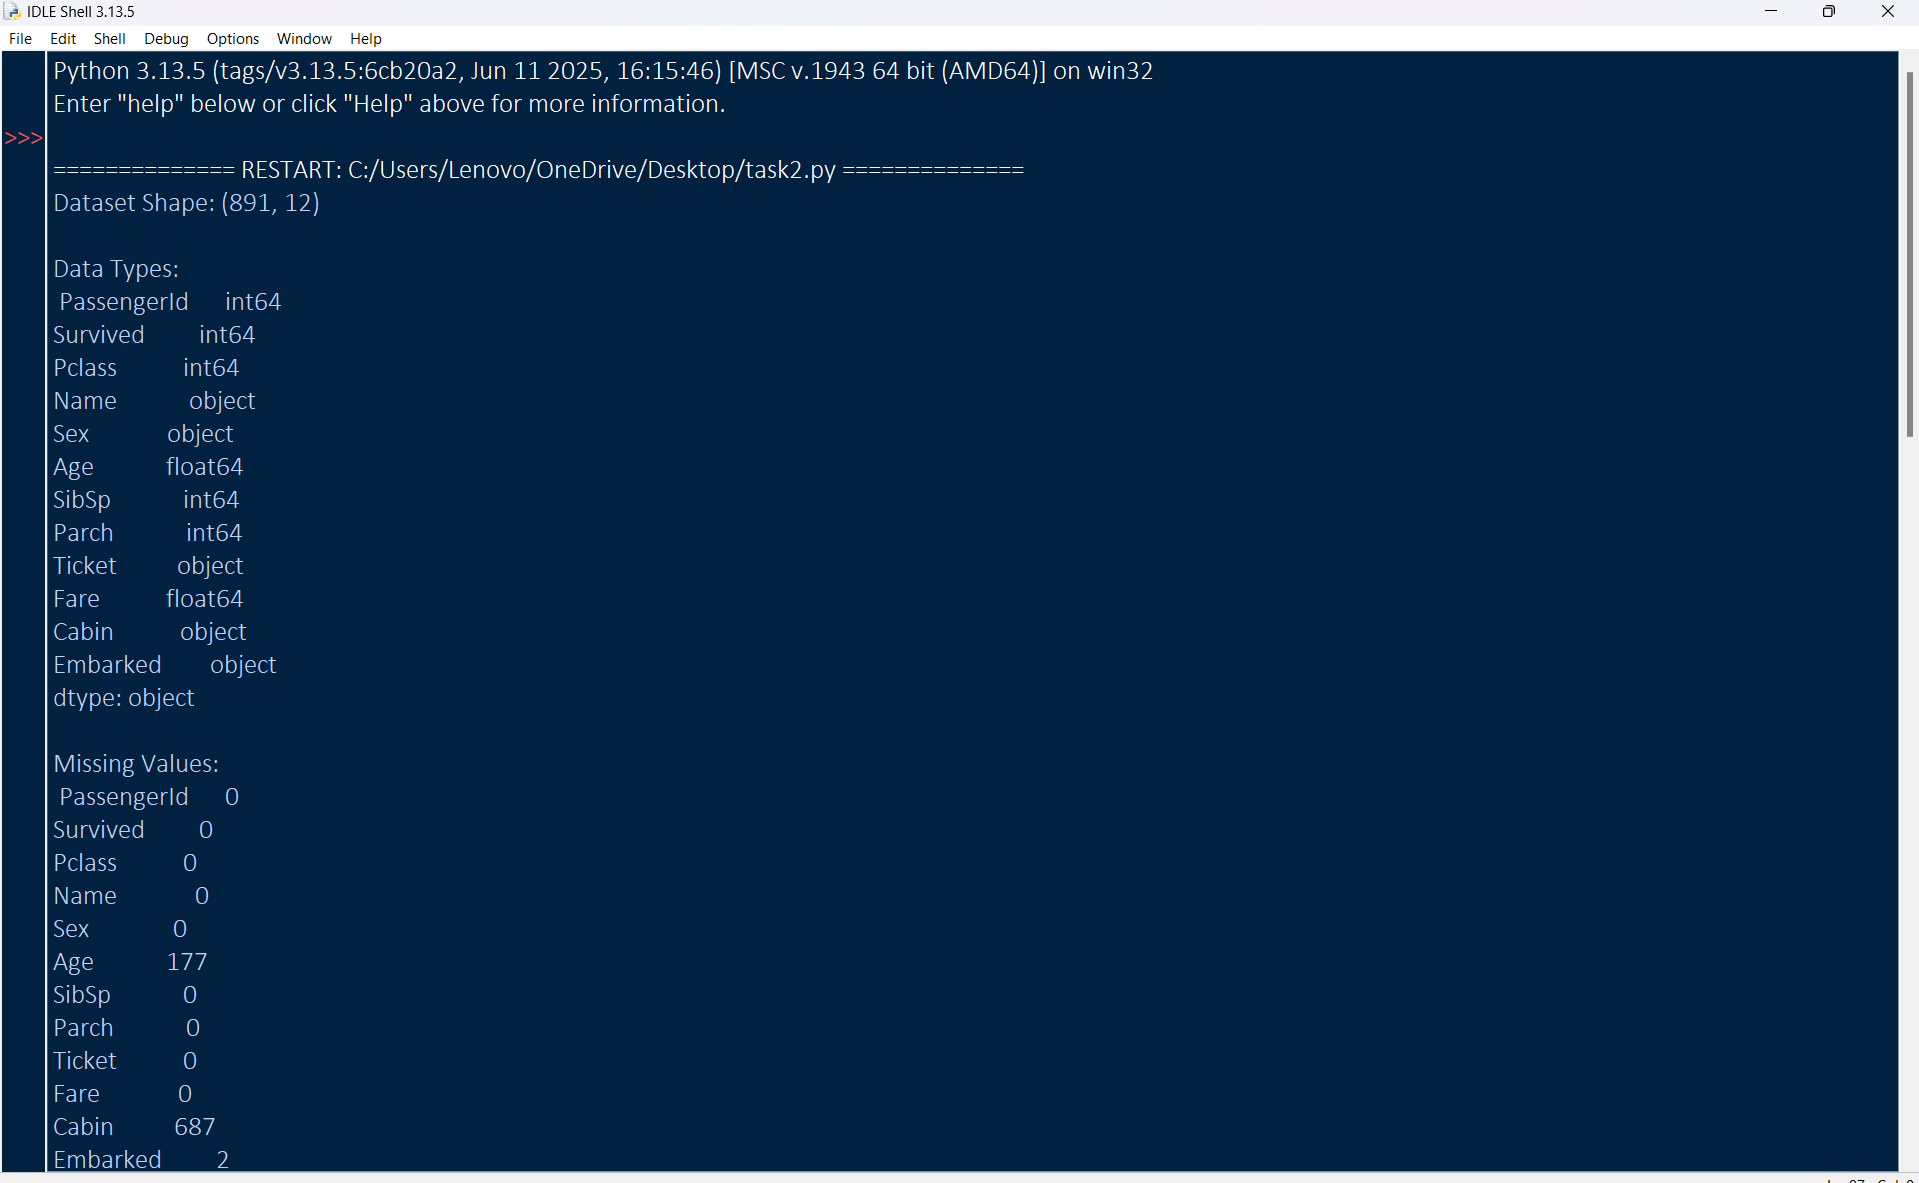 IDLE Shell 3.13.5
File Edit Shell Debug Options Window Help
Python 3.13.5 (tags/v3.13.5:6cb20a2, Jun 11 2025, 16:15:46) [MSC v.1943 64 bit (AMD64)] on win32
Enter "help" below or click "Help" above for more information.
>>>
============== RESTART: C:/Users/Lenovo/OneDrive/Desktop/task2.py ==============
Dataset Shape: (891, 12)
Data Types:
PassengerId int64
Survived int64
Pclass int64
Name object
Sex object
Age float64
SibSp int64
Parch int64
Ticket object
Fare float64
Cabin object
Embarked object
dtype: object
Missing Values:
PassengerId 0
Survived 0
Pclass 0
Name 0
Sex 0
Age 177
SibSp 0
Parch 0
Ticket 0
Fare 0
Cabin 687
Embarked 2